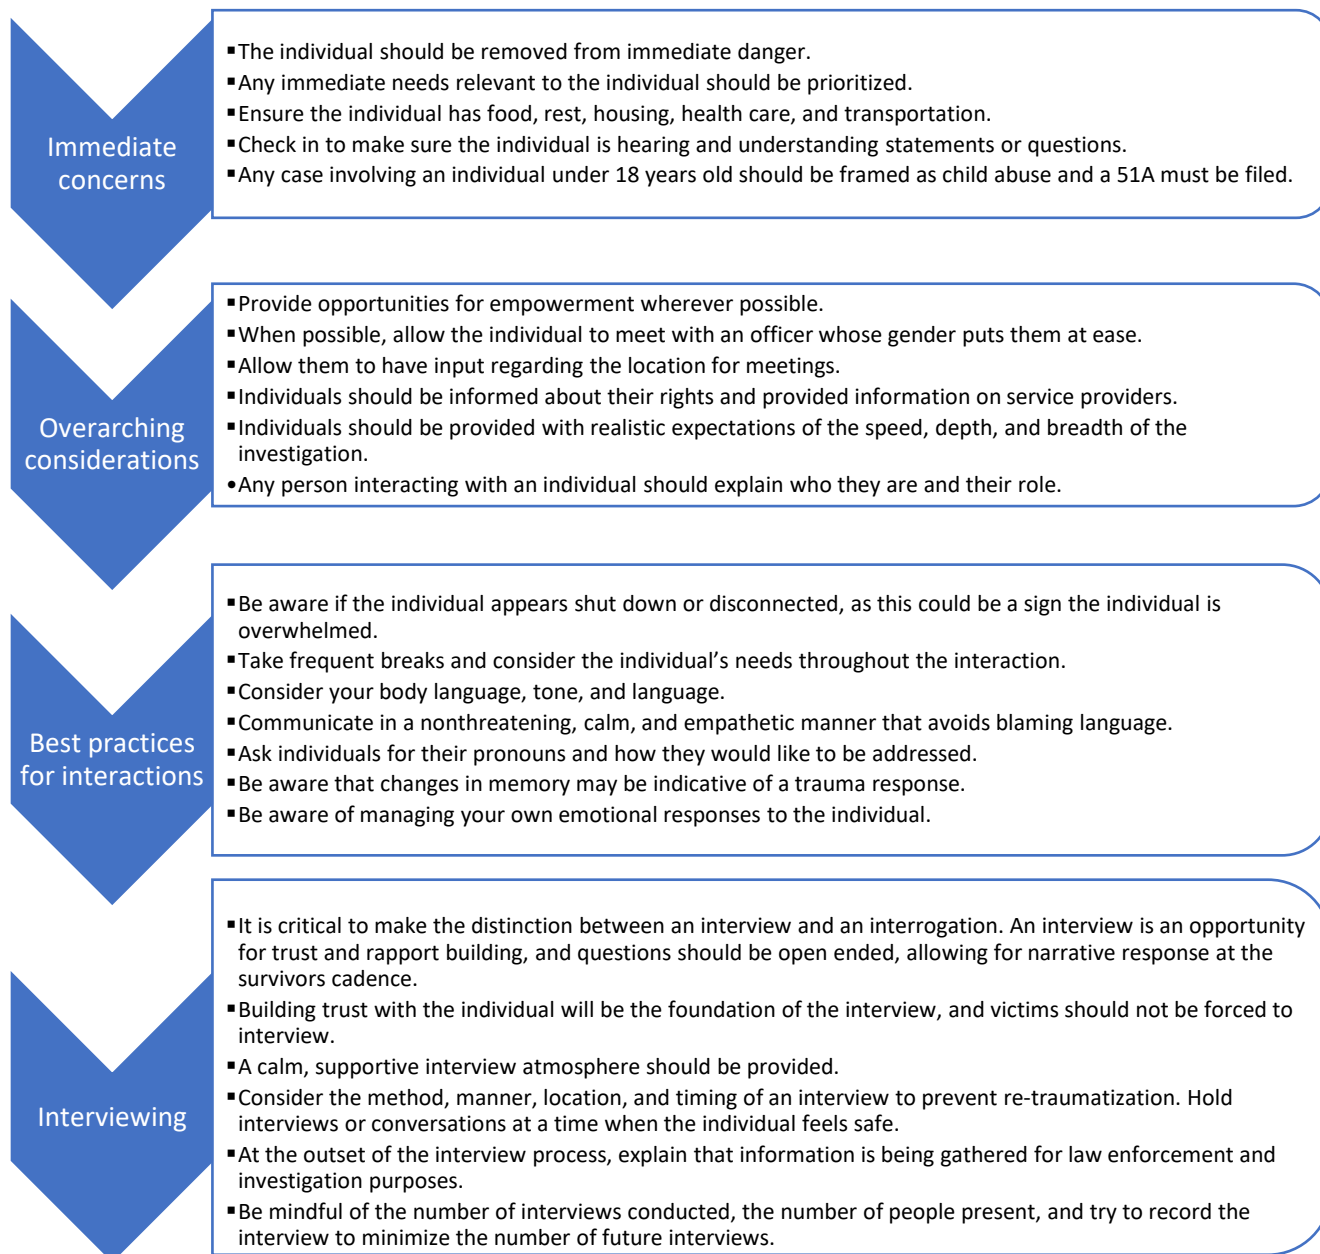 Immediate
concerns
▪The individual should be removed from immediate danger.
▪Any immediate needs relevant to the individual should be prioritized.
▪Ensure the individual has food, rest, housing, health care, and transportation.
▪Check in to make sure the individual is hearing and understanding statements or questions.
▪Any case involving an individual under 18 years old should be framed as child abuse and a 51A must be filed.
Overarching
considerations
▪Provide opportunities for empowerment wherever possible.
▪When possible, allow the individual to meet with an officer whose gender puts them at ease.
▪Allow them to have input regarding the location for meetings.
▪Individuals should be informed about their rights and provided information on service providers.
▪Individuals should be provided with realistic expectations of the speed, depth, and breadth of the
investigation.
•Any person interacting with an individual should explain who they are and their role.
Best practices
for interactions
▪Be aware if the individual appears shut down or disconnected, as this could be a sign the individual is
overwhelmed.
▪Take frequent breaks and consider the individual’s needs throughout the interaction.
▪Consider your body language, tone, and language.
▪Communicate in a nonthreatening, calm, and empathetic manner that avoids blaming language.
▪Ask individuals for their pronouns and how they would like to be addressed.
▪Be aware that changes in memory may be indicative of a trauma response.
▪Be aware of managing your own emotional responses to the individual.
Interviewing
▪It is critical to make the distinction between an interview and an interrogation. An interview is an opportunity
for trust and rapport building, and questions should be open ended, allowing for narrative response at the
survivors cadence.
▪Building trust with the individual will be the foundation of the interview, and victims should not be forced to
interview.
▪A calm, supportive interview atmosphere should be provided.
▪Consider the method, manner, location, and timing of an interview to prevent re-traumatization. Hold
interviews or conversations at a time when the individual feels safe.
▪At the outset of the interview process, explain that information is being gathered for law enforcement and
investigation purposes.
▪Be mindful of the number of interviews conducted, the number of people present, and try to record the
interview to minimize the number of future interviews.